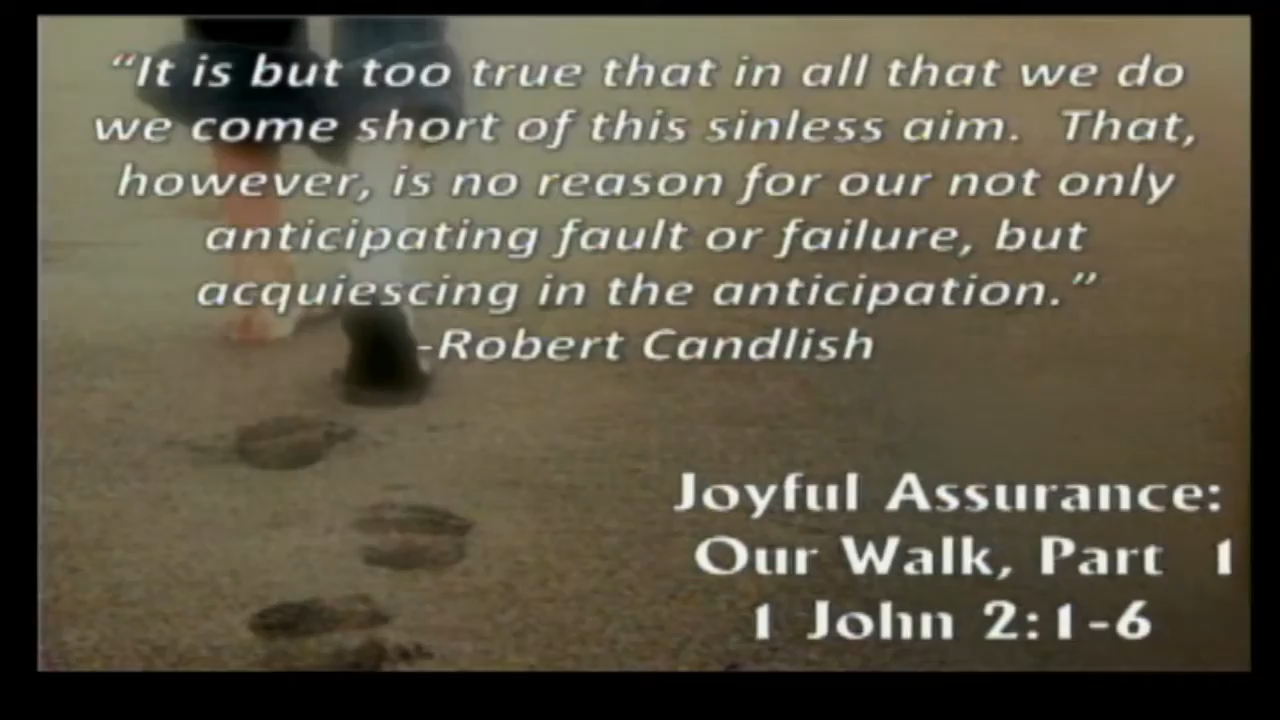 “It is but too true that in all that we do
we come short of this sinless aim.  That,
however, is no reason for our not only
anticipating fault or failure, but
acquiescing in the anticipation.”
-Robert Candlish
Joyful Assurance:
Our Walk, Part  1
1 John 2:1-6